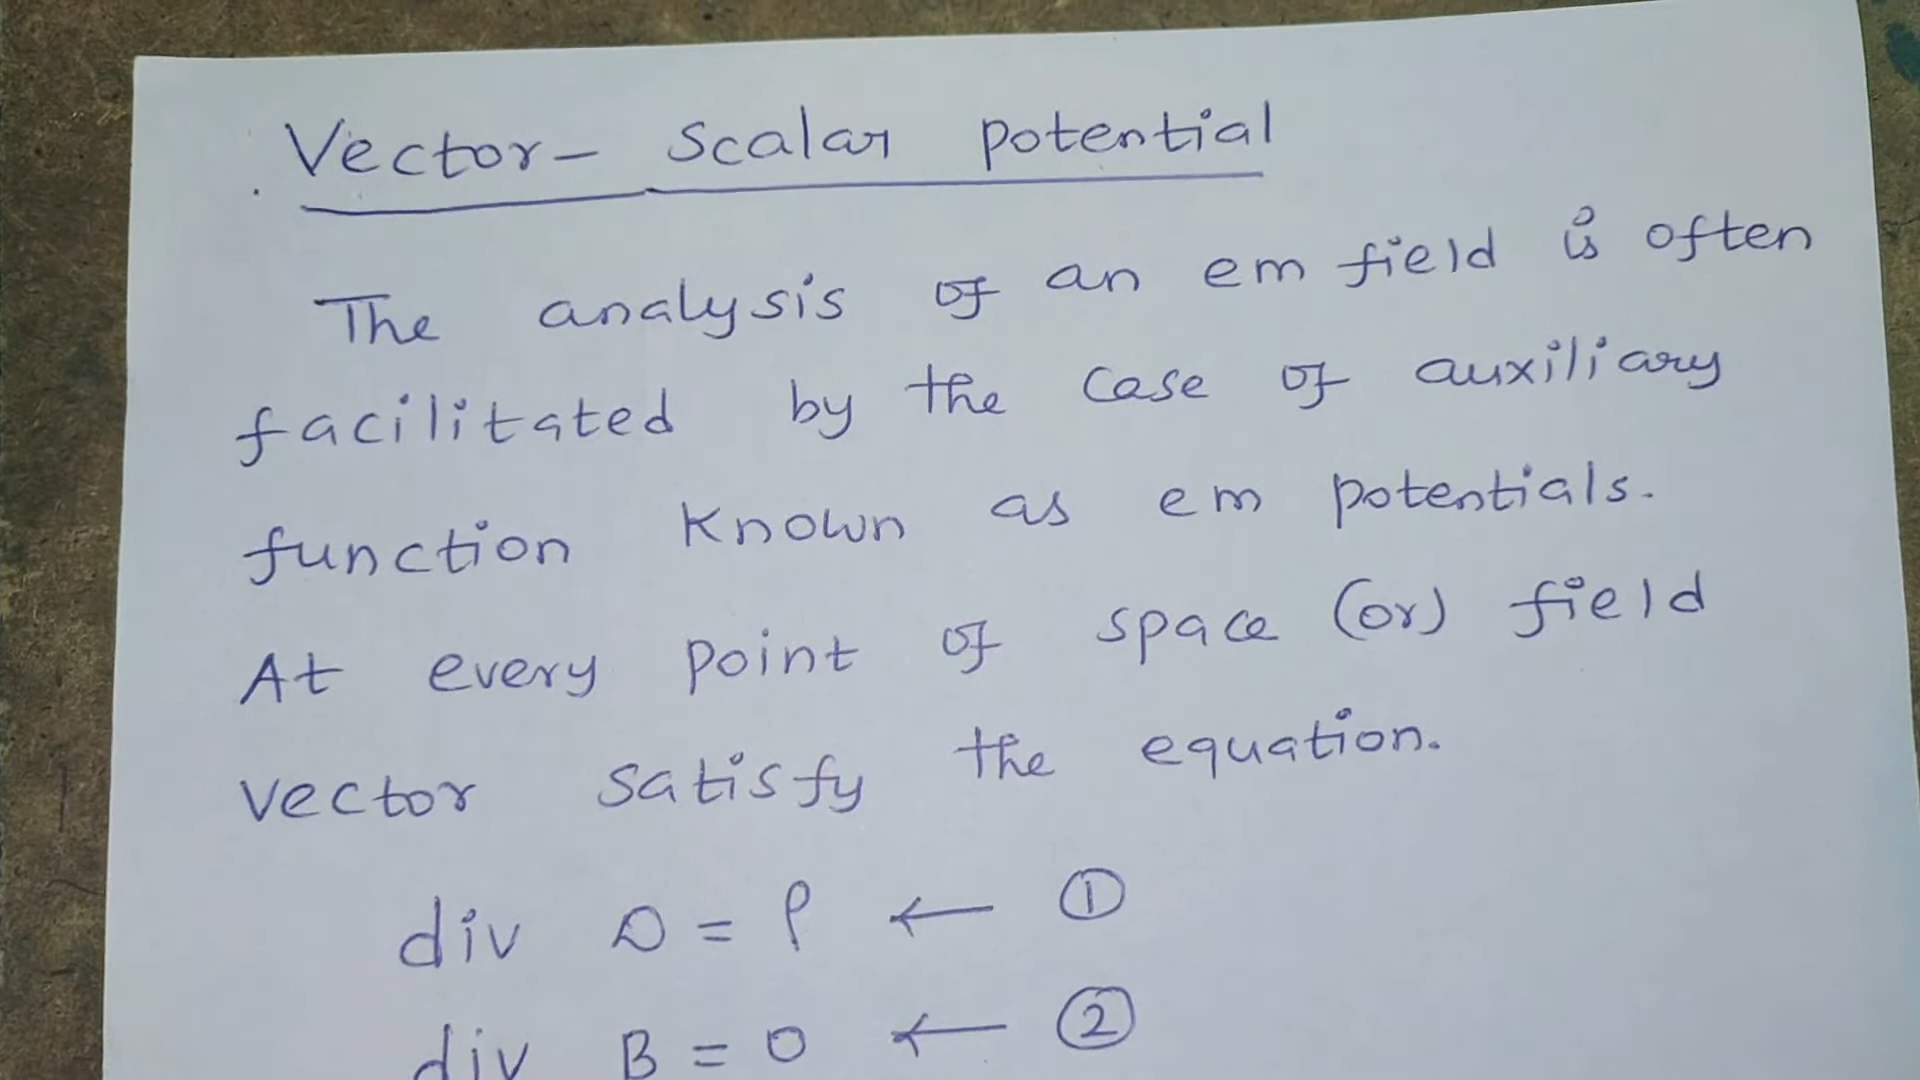 Vector - Scalar potential
The analysis of an em field is often
facilitated by the case of auxiliary
function known as em potentials.
At every point of space (or) field
vector satisfy the equation.
div D = ρ ← ①
div B = 0 ← ②